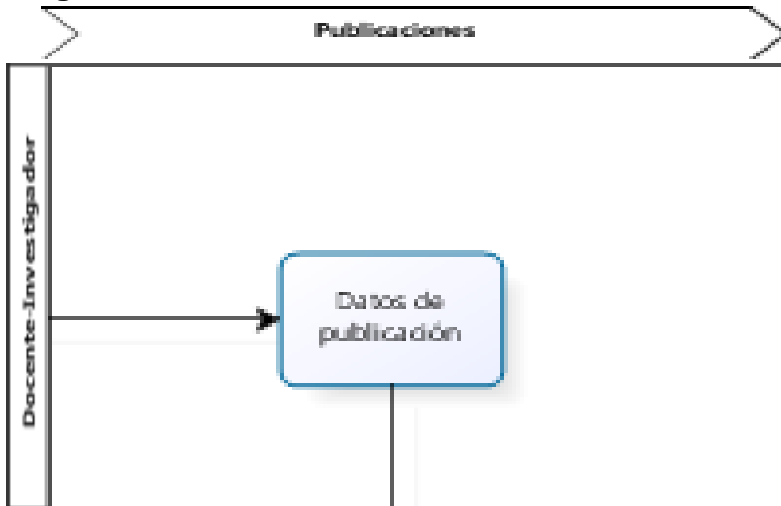 Publicaciones
Docente-Investigador
Datos de
publicación